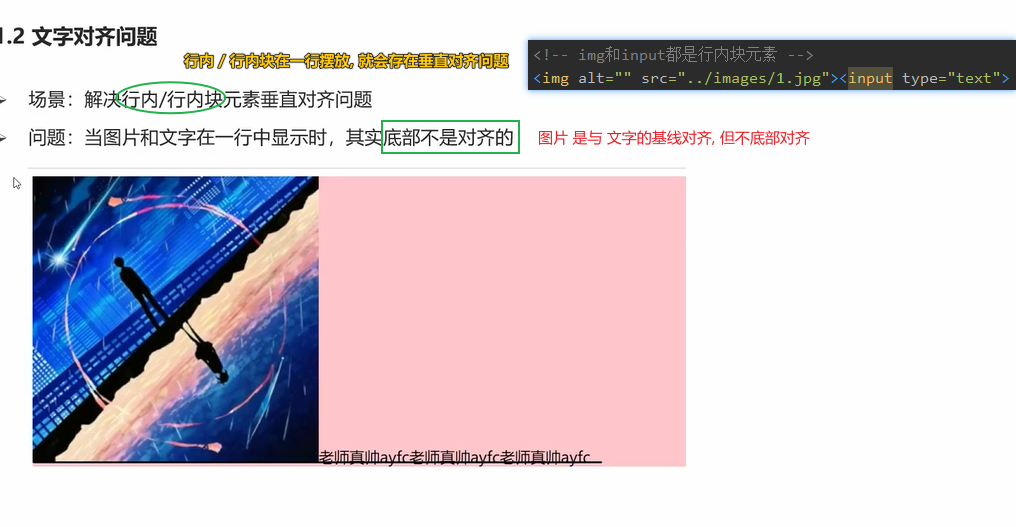 1.2 文字对齐问题
行内 / 行内块在一行摆放, 就会存在垂直对齐问题
<!-- img和input都是行内块元素 -->
<img alt="" src="../images/1.jpg"><input type="text">
场景：解决行内/行内块元素垂直对齐问题
问题：当图片和文字在一行中显示时，其实底部不是对齐的
图片 是与 文字的基线对齐, 但不底部对齐
老师真帅ayfc老师真帅ayfc老师真帅ayfc